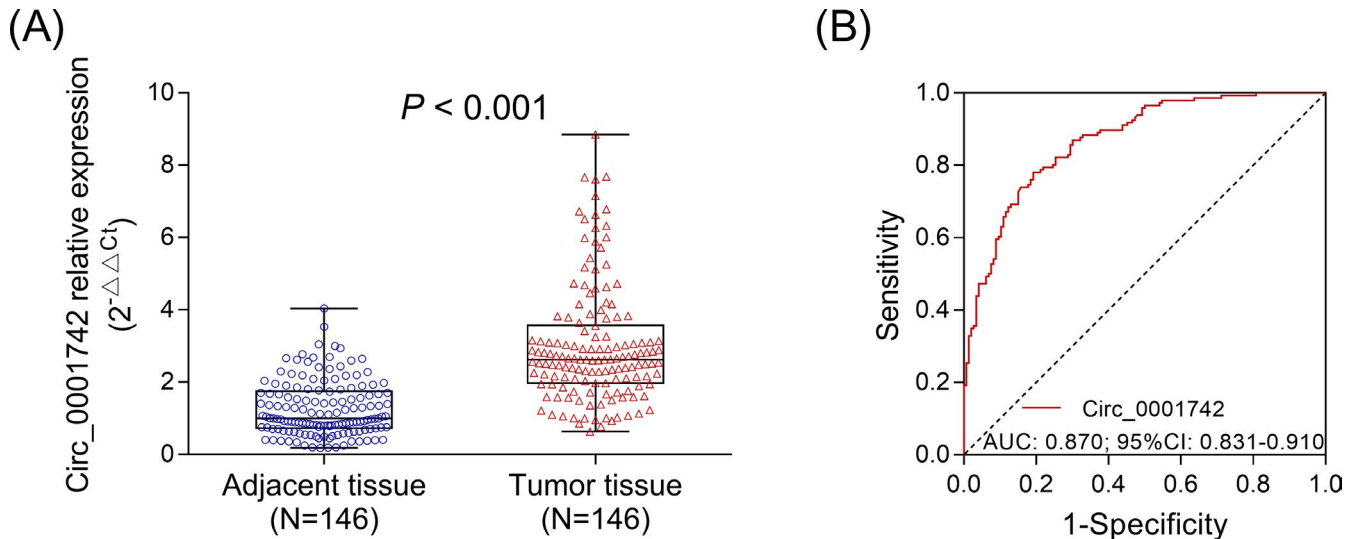 (A)
Circ_0001742 relative expression
(2^-△△Ct)
P < 0.001
10
8
6
4
2
0
Adjacent tissue
(N=146)
Tumor tissue
(N=146)
(B)
Sensitivity
1.0
0.8
0.6
0.4
0.2
0.0
Circ_0001742
AUC: 0.870; 95%CI: 0.831-0.910
0.0 0.2 0.4 0.6 0.8 1.0
1-Specificity